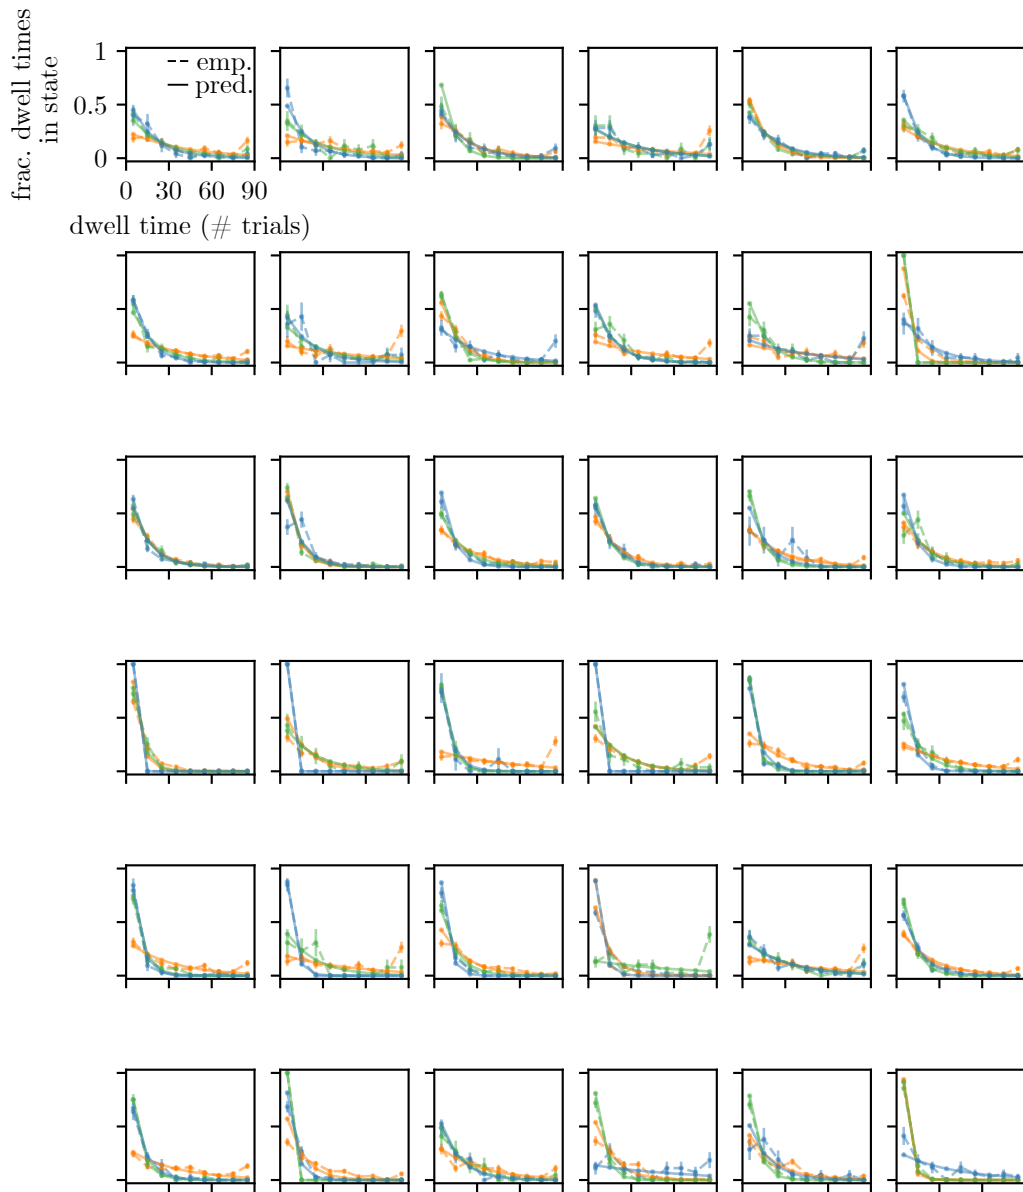 frac. dwell times
in state
1
0.5
0
emp.
pred.
0 30 60 90
dwell time (# trials)